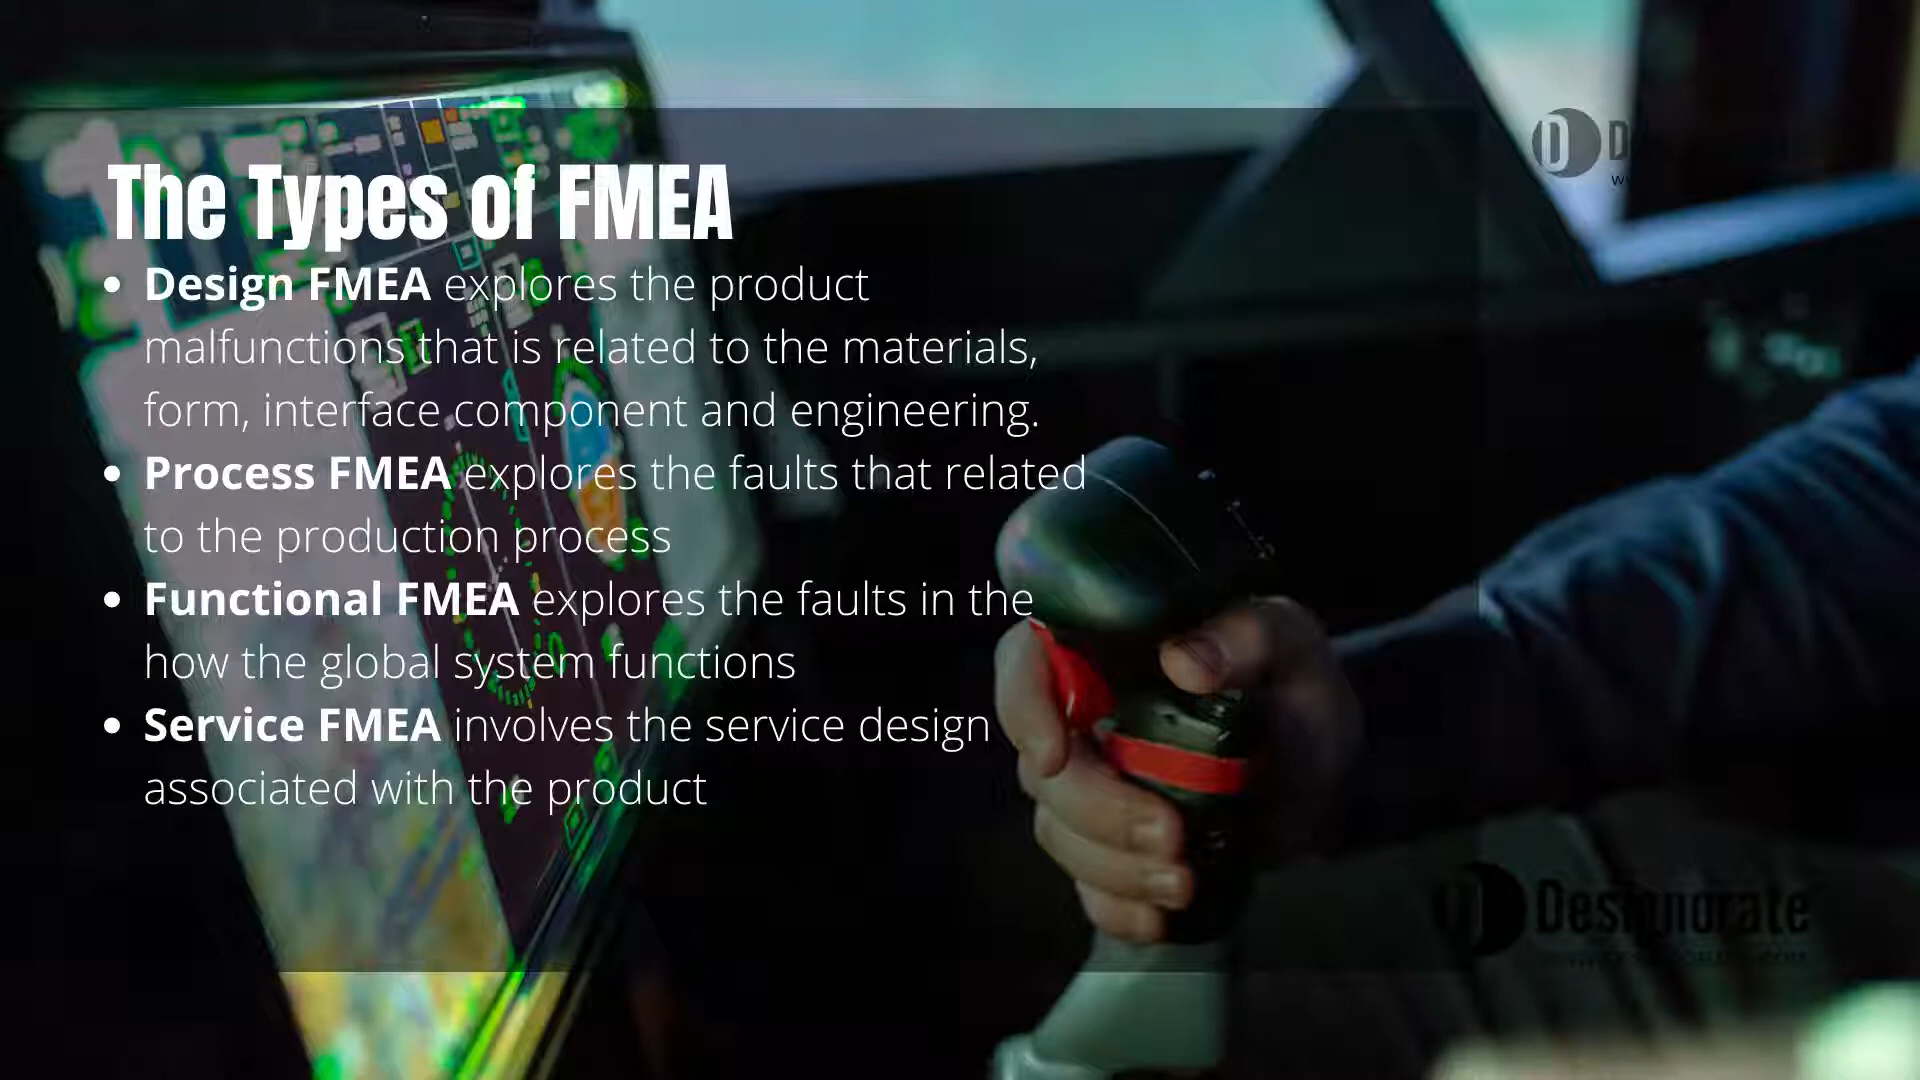 The Types of FMEA
• Design FMEA explores the product
malfunctions that is related to the materials,
form, interface component and engineering.
• Process FMEA explores the faults that related
to the production process
• Functional FMEA explores the faults in the
how the global system functions
• Service FMEA involves the service design
associated with the product
Designorate